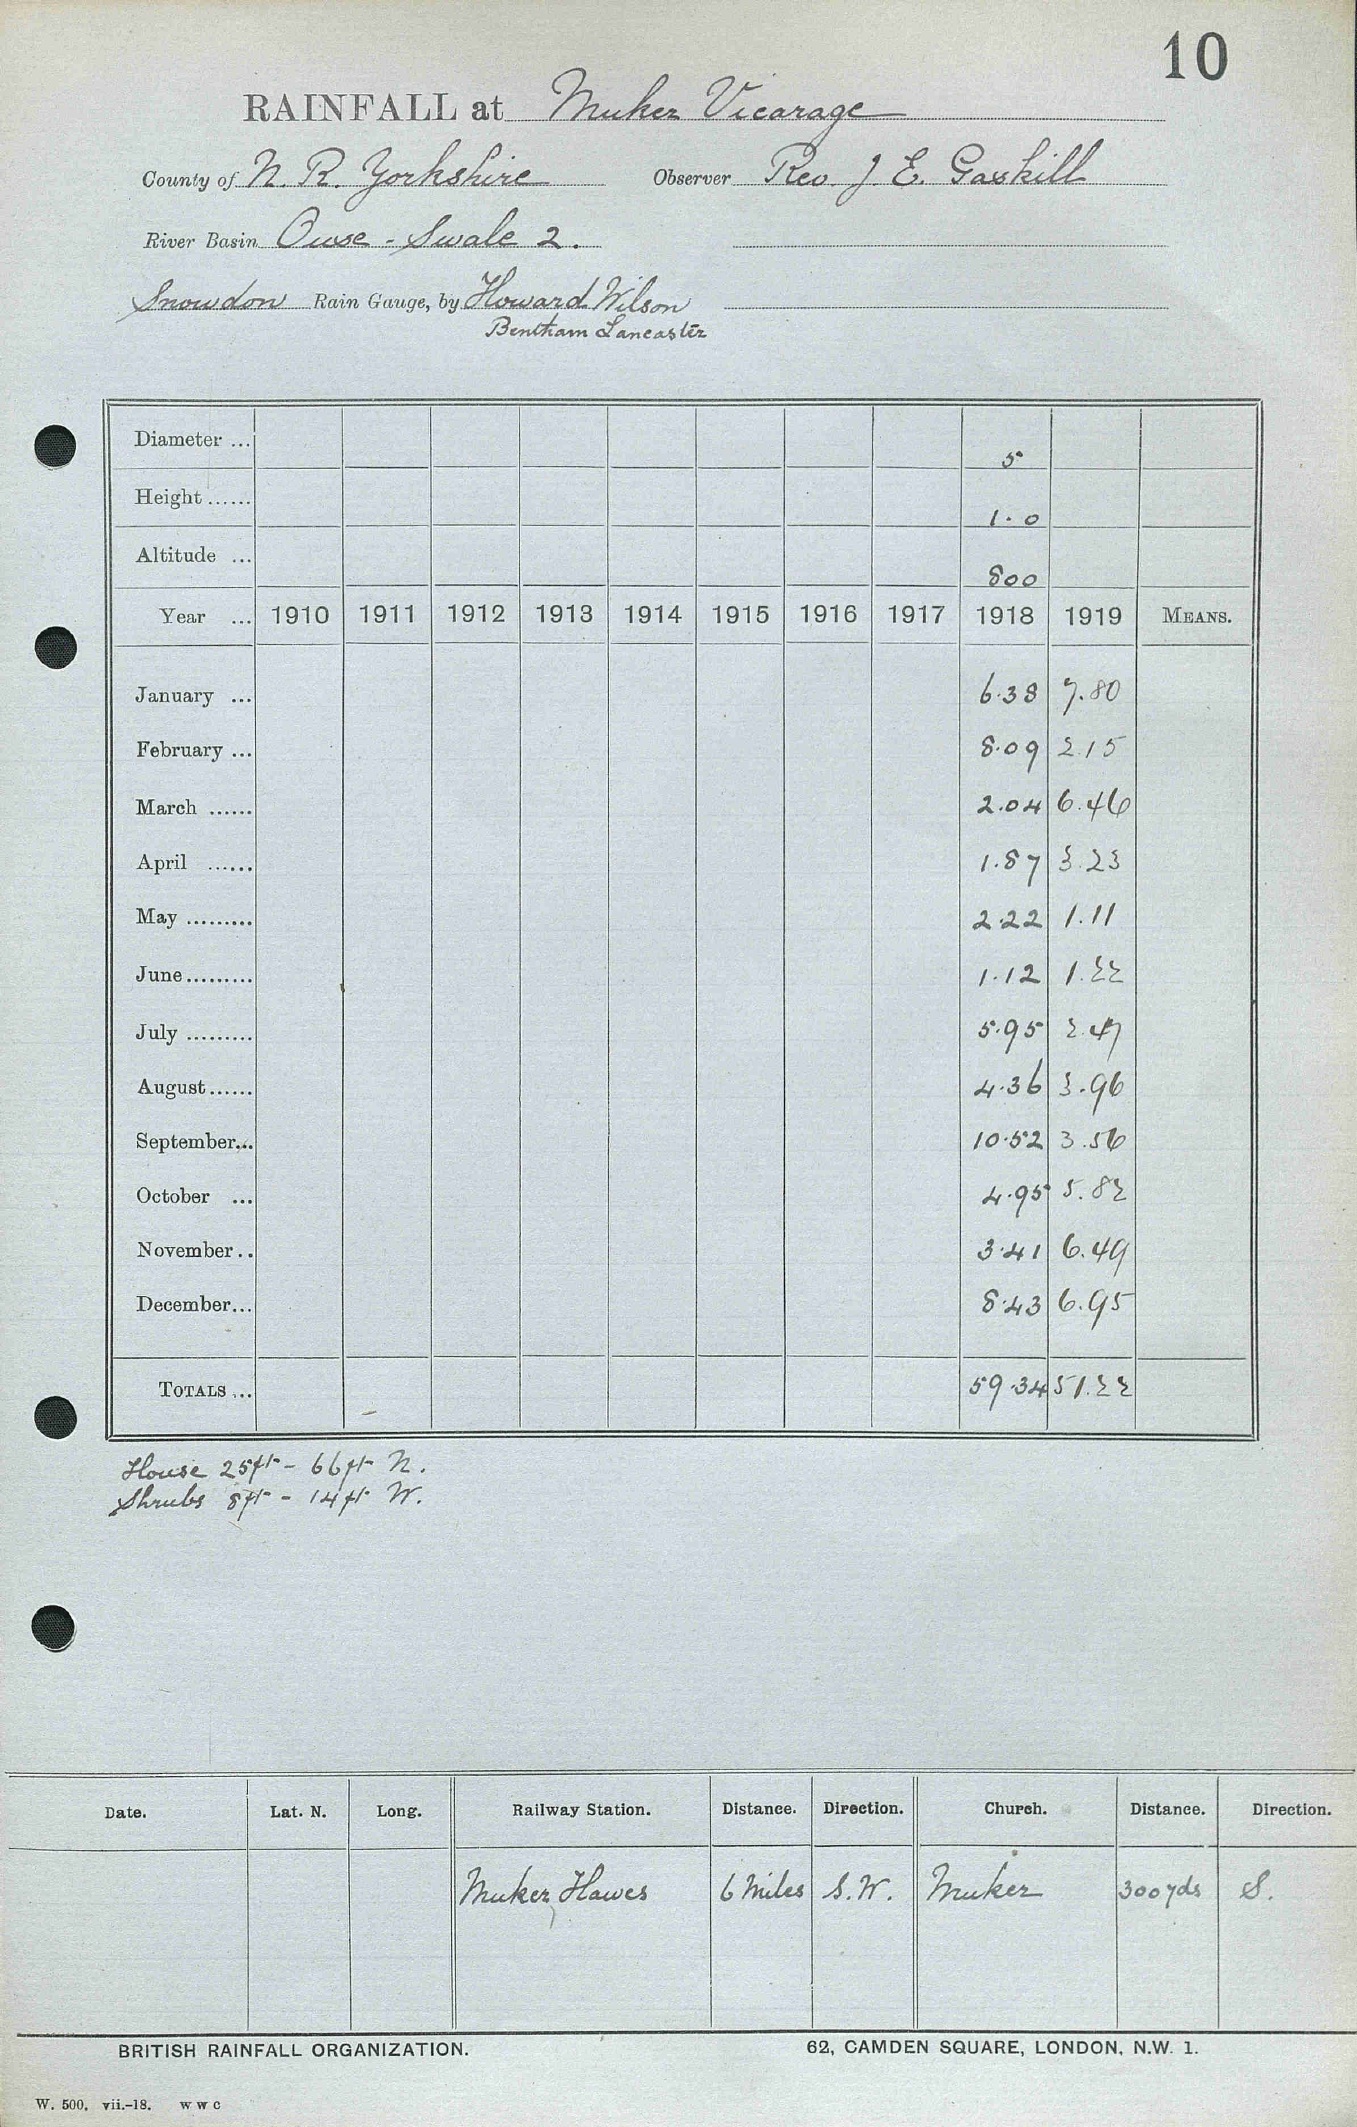 10
RAINFALL at Muker Vicarage
County of N. R. Yorkshire Observer Rev. J. E. Gaskill
River Basin Ouse - Swale 2.
Snowdon Rain Gauge, by Howard Wilson
Bentham Lancaster
Diameter ... 5
Height ...... 1.0
Altitude ... 800
Year ... 1910 1911 1912 1913 1914 1915 1916 1917 1918 1919 MEANS.
January ... 6.38 7.80
February ... 8.09 2.15
March ...... 2.04 6.46
April ...... 1.87 3.23
May ......... 2.22 1.11
June ......... 1.12 1.22
July ......... 5.95 2.47
August ...... 4.36 3.96
September... 10.52 3.56
October ... 4.95 5.82
November .. 3.41 6.49
December... 8.43 6.95
TOTALS ... 59.34 51.22
House 25ft - 66ft N.
Shrubs 8ft - 14ft W.
Date. Lat. N. Long. Railway Station. Distance. Direction. Church. Distance. Direction.
Muker, Hawes 6 Miles S.W. Muker 300yds S.
BRITISH RAINFALL ORGANIZATION. 62, CAMDEN SQUARE, LONDON, N.W. 1.
W. 500. vii.-18. w w c